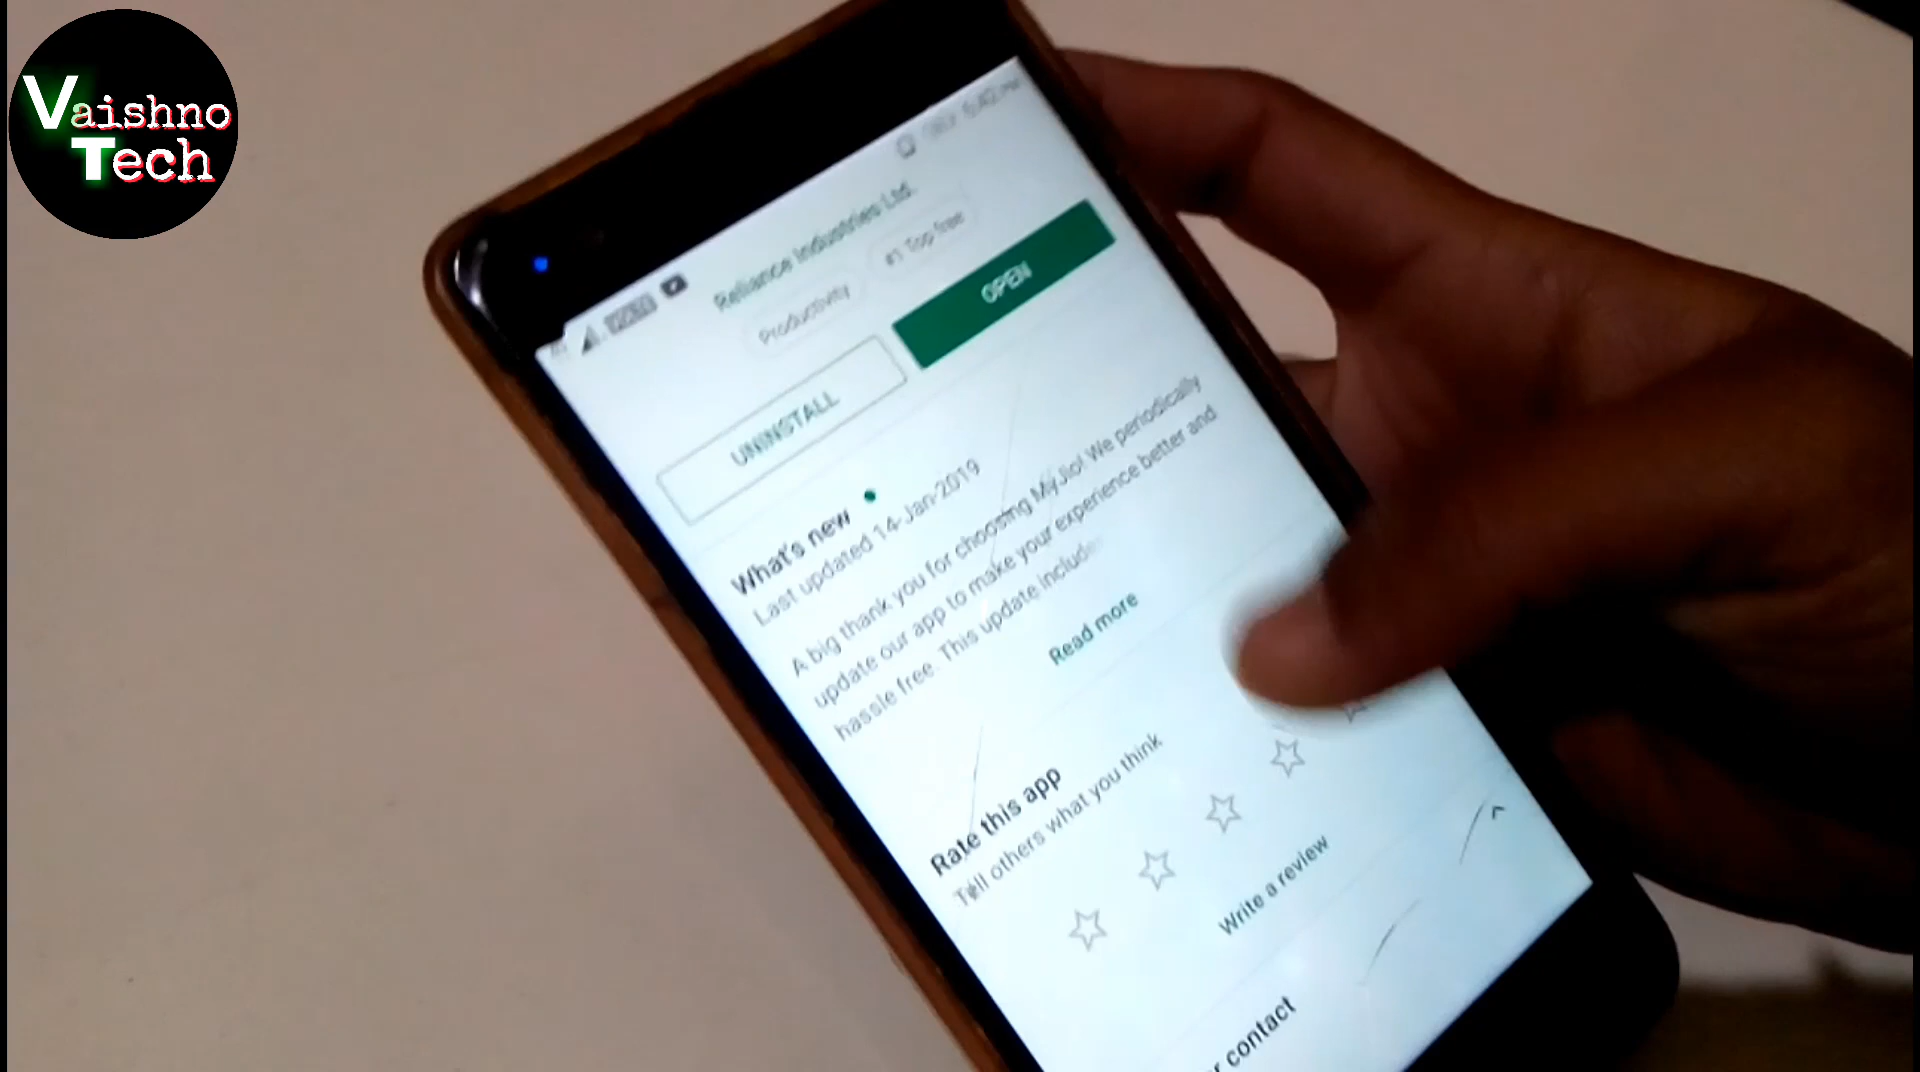 Vaishno
Tech
Reliance Industries Ltd.
Productivity
#1 Top free
UNINSTALL
OPEN
What's new
Last updated 14-Jan-2019
A big thank you for choosing MyJio! We periodically
update our app to make your experience better and
hassle free. This update include
Read more
Rate this app
Tell others what you think
Write a review
contact